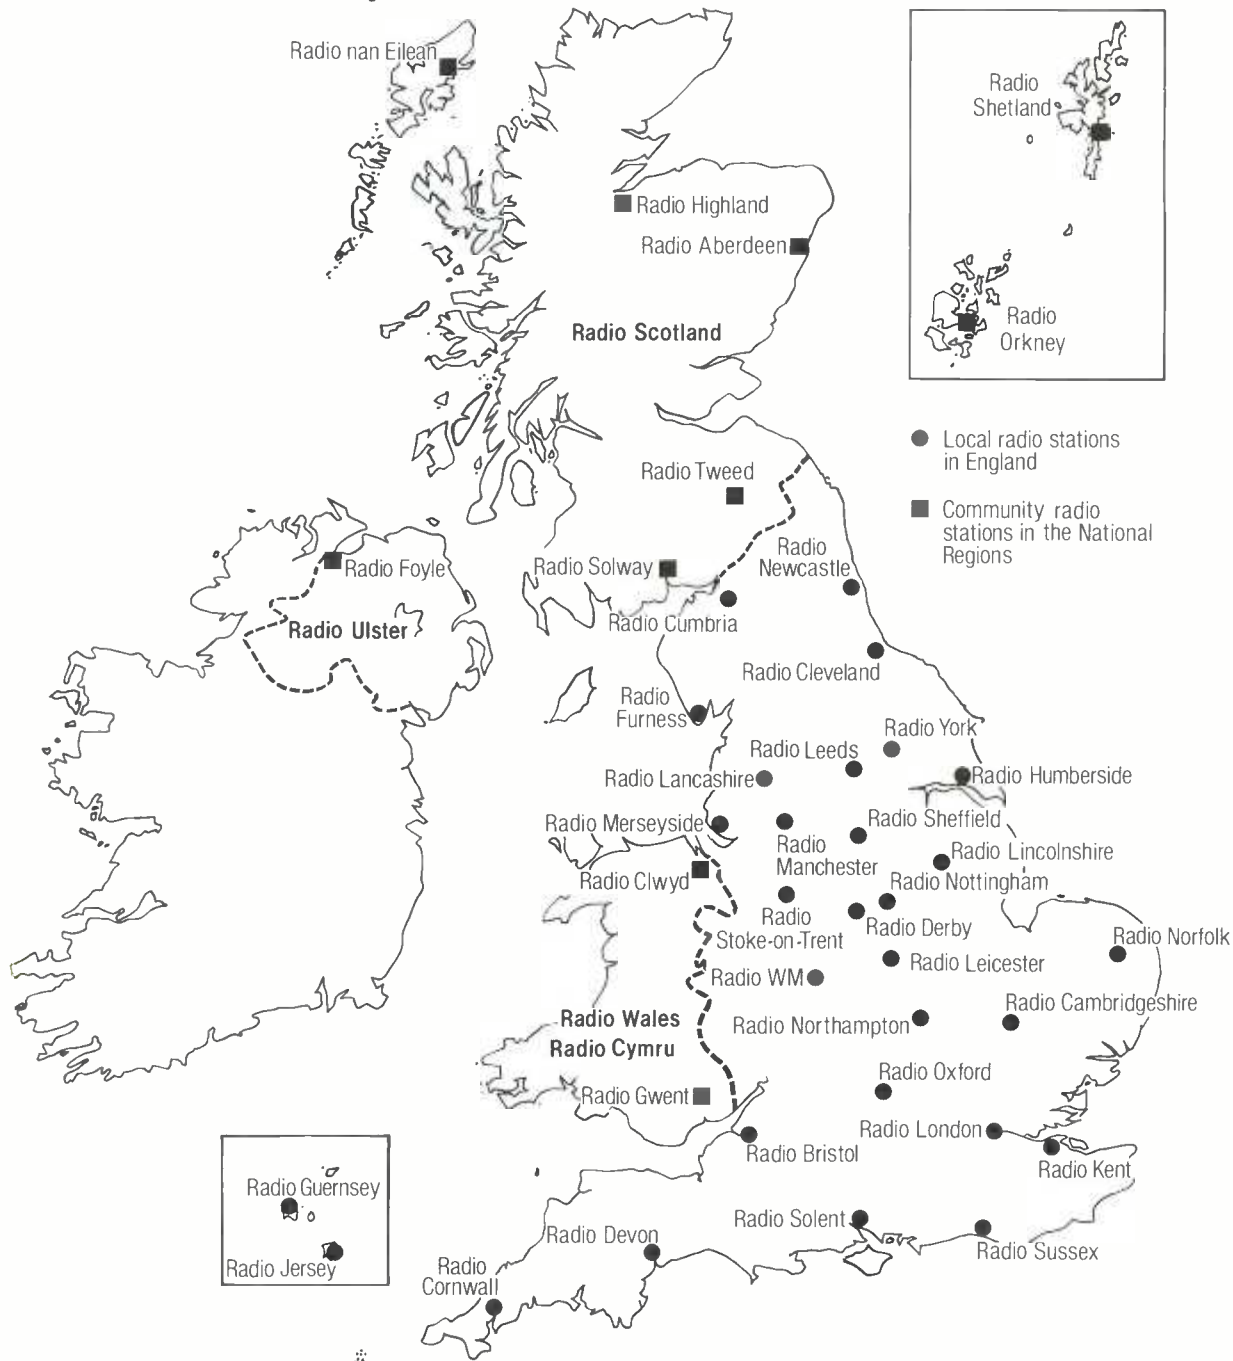 Radio nan Eilean
Radio
Shetland
Radio Highland
Radio Aberdeen
Radio Scotland
Radio
Orkney
Local radio stations
in England
Radio Tweed
Community radio
stations in the National
Regions
Radio
Newcastle
Radio Foyle
Radio Solway
Radio Ulster
Radio Cumbria
Radio Cleveland
Radio
Furness
Radio York
Radio Leeds
Radio Lancashire
Radio Humberside
Radio Merseyside
Radio Sheffield
Radio
Manchester
Radio Lincolnshire
Radio Clwyd
Radio Nottingham
Radio
Stoke-on-Trent
Radio Derby
Radio Norfolk
Radio Leicester
Radio WM
Radio Cambridgeshire
Radio Wales
Radio Cymru
Radio Northampton
Radio Oxford
Radio Gwent
Radio London
Radio Bristol
Radio Kent
Radio Guernsey
Radio Solent
Radio Devon
Radio Sussex
Radio Jersey
Radio
Cornwall